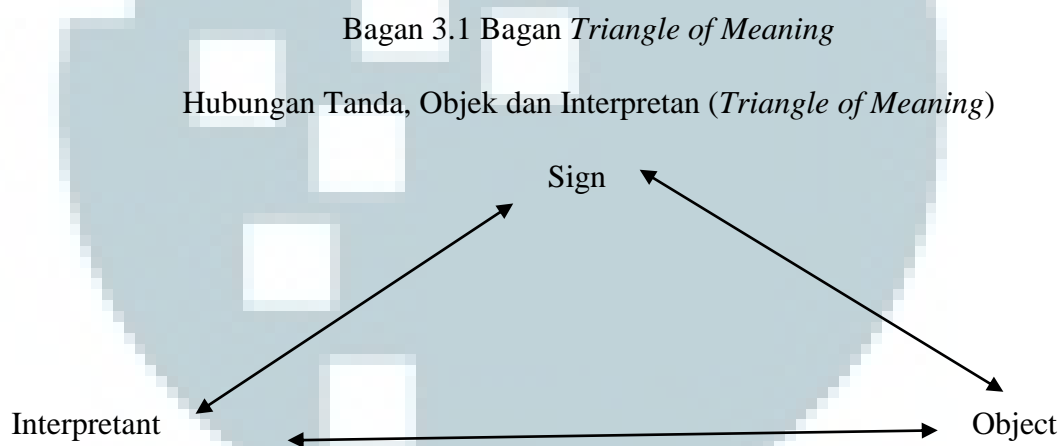 Bagan 3.1 Bagan Triangle of Meaning
Hubungan Tanda, Objek dan Interpretan (Triangle of Meaning)
Sign
Interpretant
Object